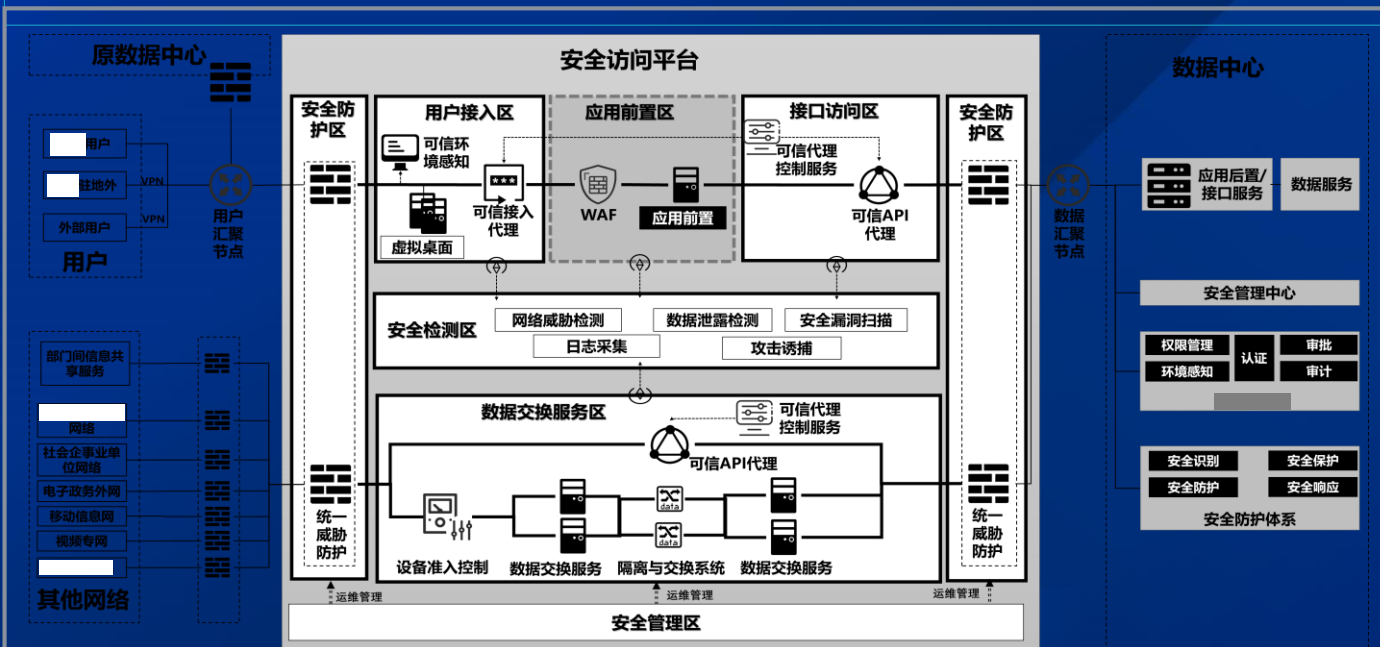 原数据中心
用户
VPN
驻地外
外部用户
VPN
用户
用户
汇聚
节点
部门间信息共
享服务
网络
社会企事业单
位网络
电子政务外网
移动信息网
视频专网
其他网络
安全访问平台
安全防
护区
统一
威胁
防护
用户接入区
可信环
境感知
可信接入
代理
虚拟桌面
应用前置区
WAF
应用前置
接口访问区
可信代理
控制服务
可信API
代理
安全防
护区
统一
威胁
防护
安全检测区
网络威胁检测
数据泄露检测
安全漏洞扫描
日志采集
攻击诱捕
数据交换服务区
可信代理
控制服务
可信API代理
data
data
设备准入控制
数据交换服务
隔离与交换系统
数据交换服务
运维管理
运维管理
运维管理
安全管理区
数据
汇聚
节点
数据中心
应用后置/
接口服务
数据服务
安全管理中心
权限管理
认证
审批
环境感知
审计
安全识别
安全保护
安全防护
安全响应
安全防护体系